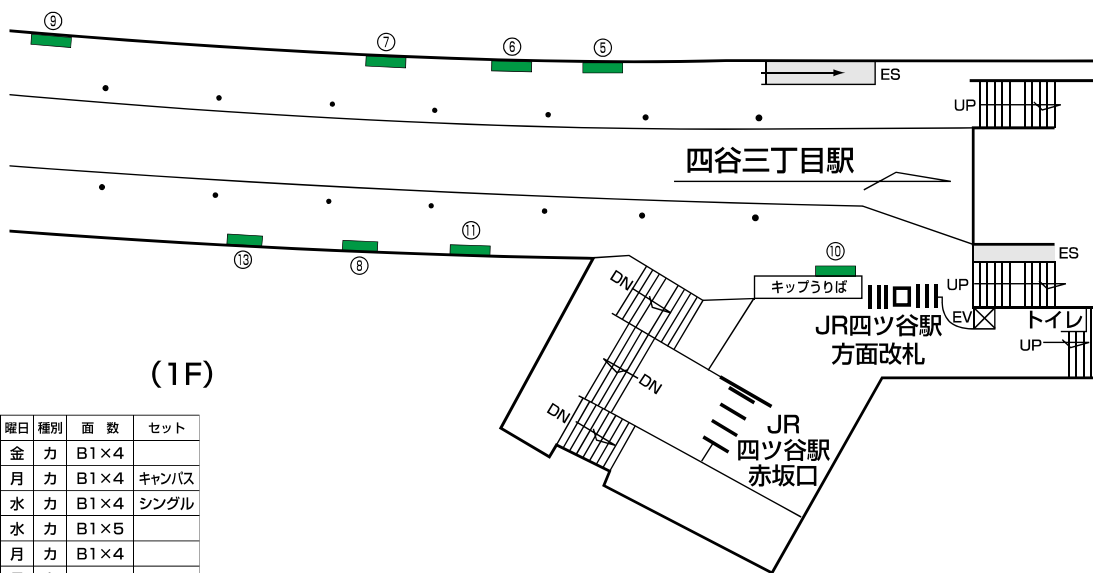 ⑨
⑦
⑥
⑤
ES
UP
四谷三丁目駅
⑬
⑧
⑪
⑩
ES
キップうりば
UP
EV
トイレ
UP
JR四ツ谷駅
方面改札
DN
DN
DN
JR
四ツ谷駅
赤坂口
(1F)
曜日 種別 面 数 セット
金 カ B1×4
月 カ B1×4 キャンバス
水 カ B1×4 シングル
水 カ B1×5
月 カ B1×4